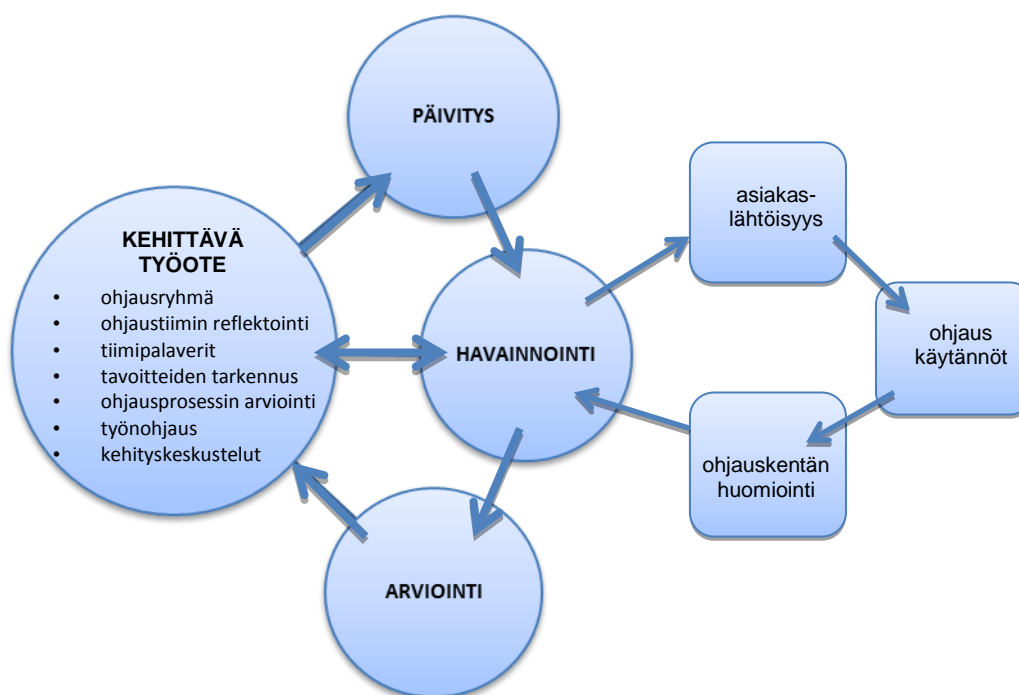 PÄIVITYS
KEHITTÄVÄ
TYÖOTE
• ohjausryhmä
• ohjaustiimin reflektointi
• tiimipalaverit
• tavoitteiden tarkennus
• ohjausprosessin arviointi
• työnohjaus
• kehityskeskustelut
HAVAINNOINTI
ARVIOINTI
asiakas-
lähtöisyys
ohjaus
käytännöt
ohjauskentän
huomiointi